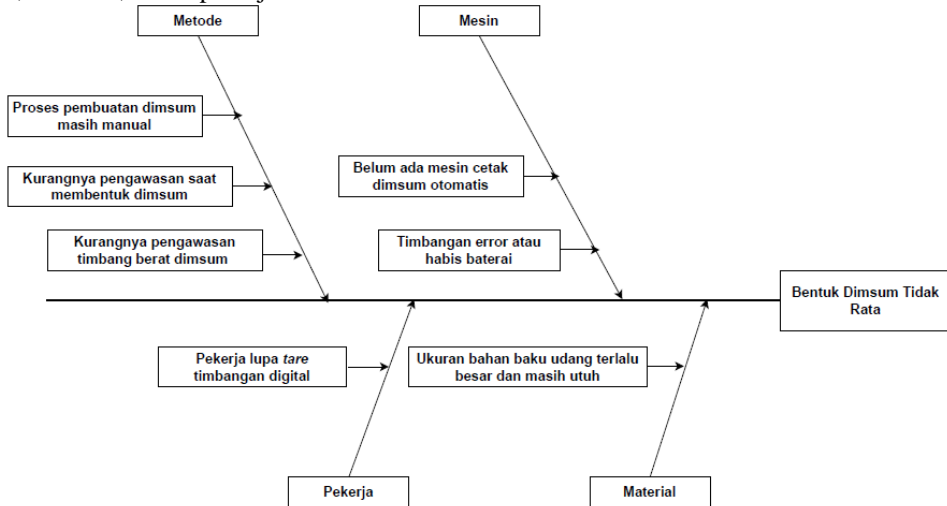 Metode
Mesin
Proses pembuatan dimsum
masih manual
Kurangnya pengawasan saat
membentuk dimsum
Kurangnya pengawasan
timbang berat dimsum
Belum ada mesin cetak
dimsum otomatis
Timbangan error atau
habis baterai
Bentuk Dimsum Tidak
Rata
Pekerja lupa tare
timbangan digital
Ukuran bahan baku udang terlalu
besar dan masih utuh
Pekerja
Material